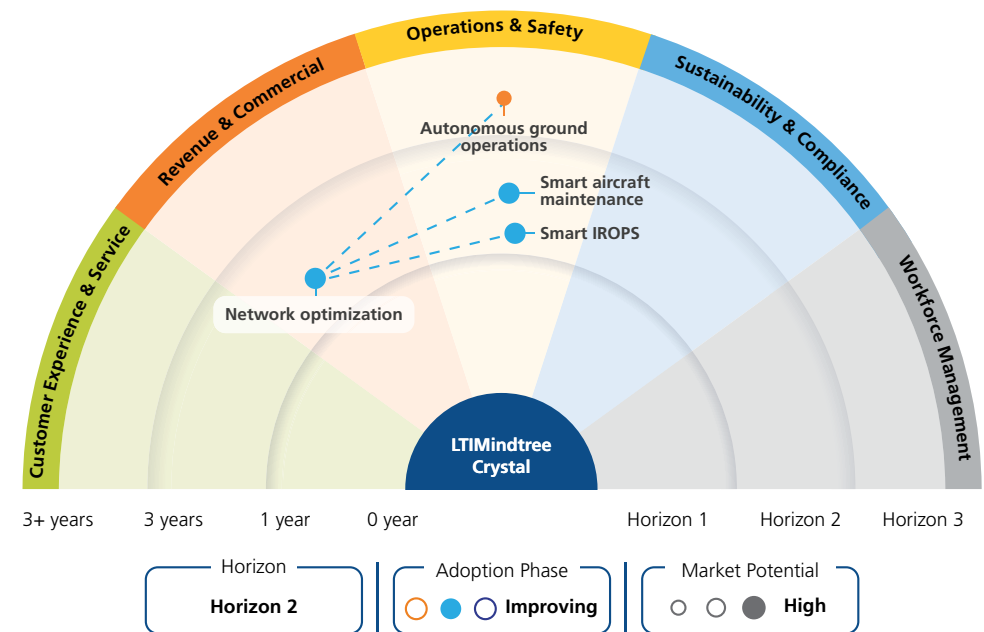 Operations & Safety
Revenue & Commercial
Sustainability & Compliance
Customer Experience & Service
Workforce Management
Autonomous ground
operations
Smart aircraft
maintenance
Smart IROPS
Network optimization
LTIMindtree
Crystal
3+ years
3 years
1 year
0 year
Horizon 1
Horizon 2
Horizon 3
Horizon
Horizon 2
Adoption Phase
Improving
Market Potential
High